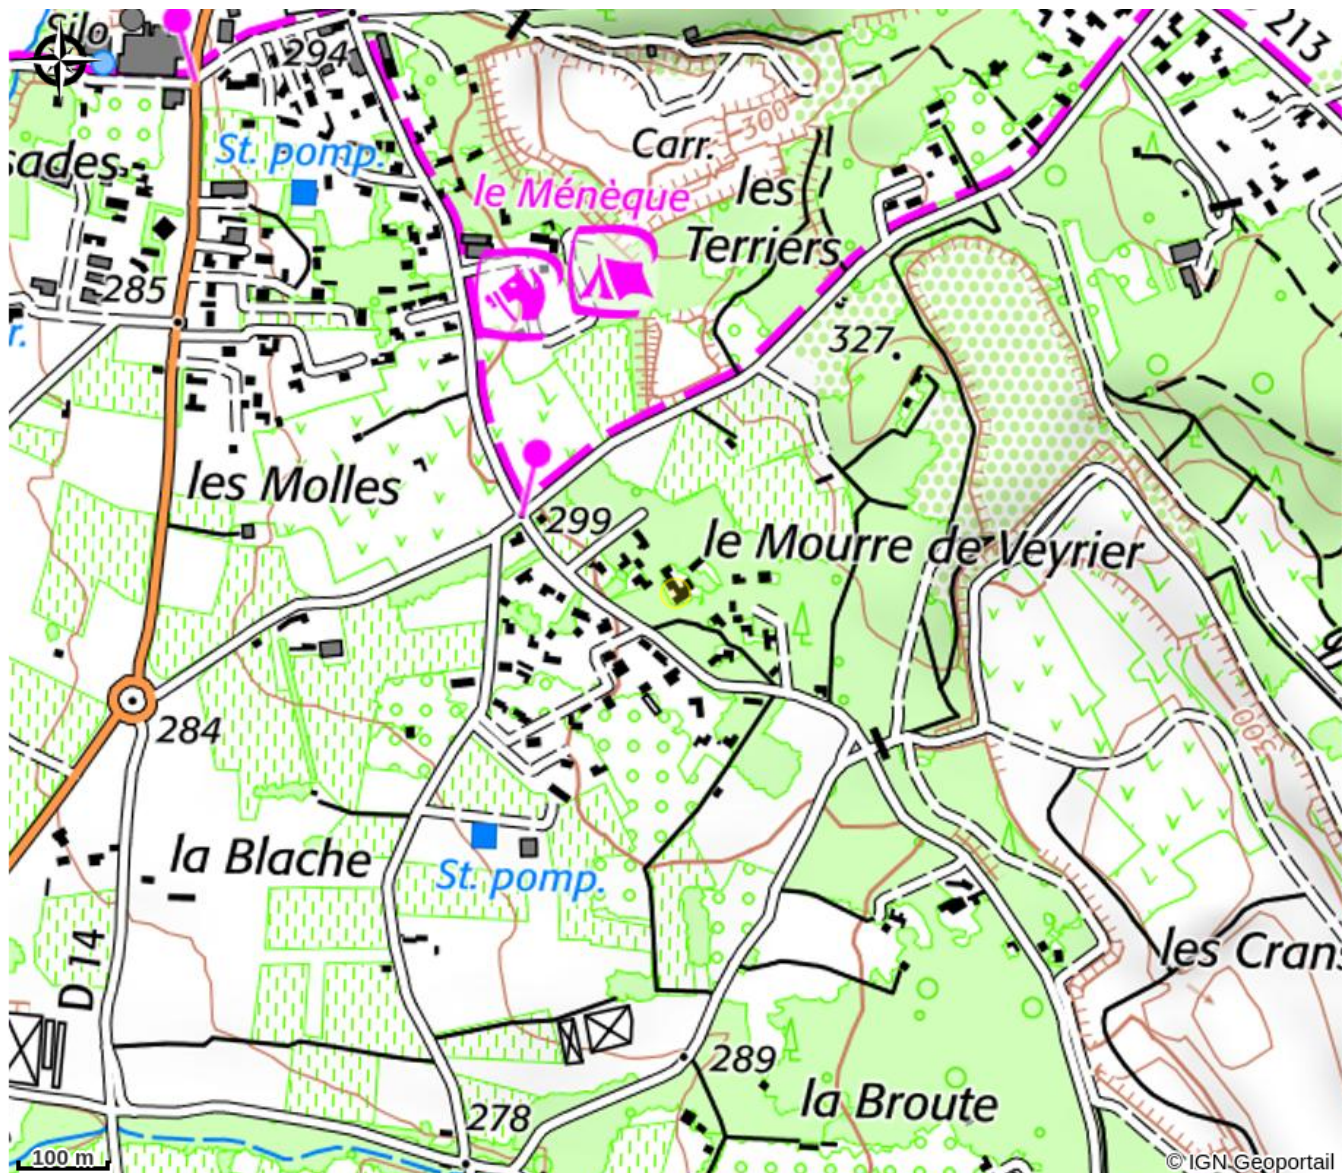 Silo
294
213
300
Carr.
St. pomp.
sades
le Ménèque
les
Terriers
285
r.
327
les Molles
299
le Mourre de Veyrier
284
300
la Blache
St. pomp.
D 14
les Crans
289
la Broute
278
100 m
© IGN Geoportail